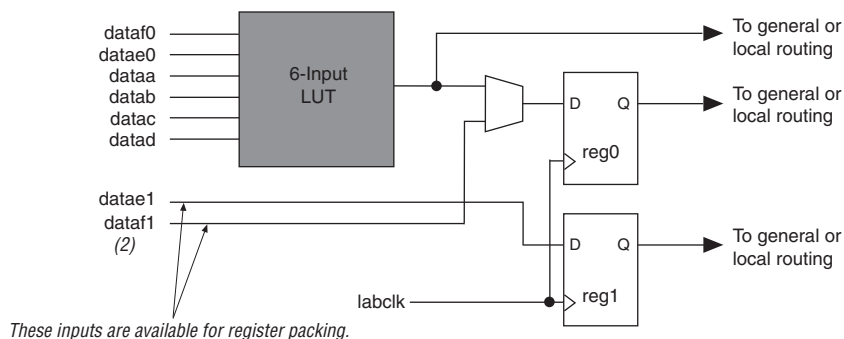 dataf0
datae0
dataa
datab
datac
datad
6-Input
LUT
To general or
local routing
D Q
reg0
To general or
local routing
datae1
dataf1
(2)
D Q
reg1
To general or
local routing
labclk
These inputs are available for register packing.